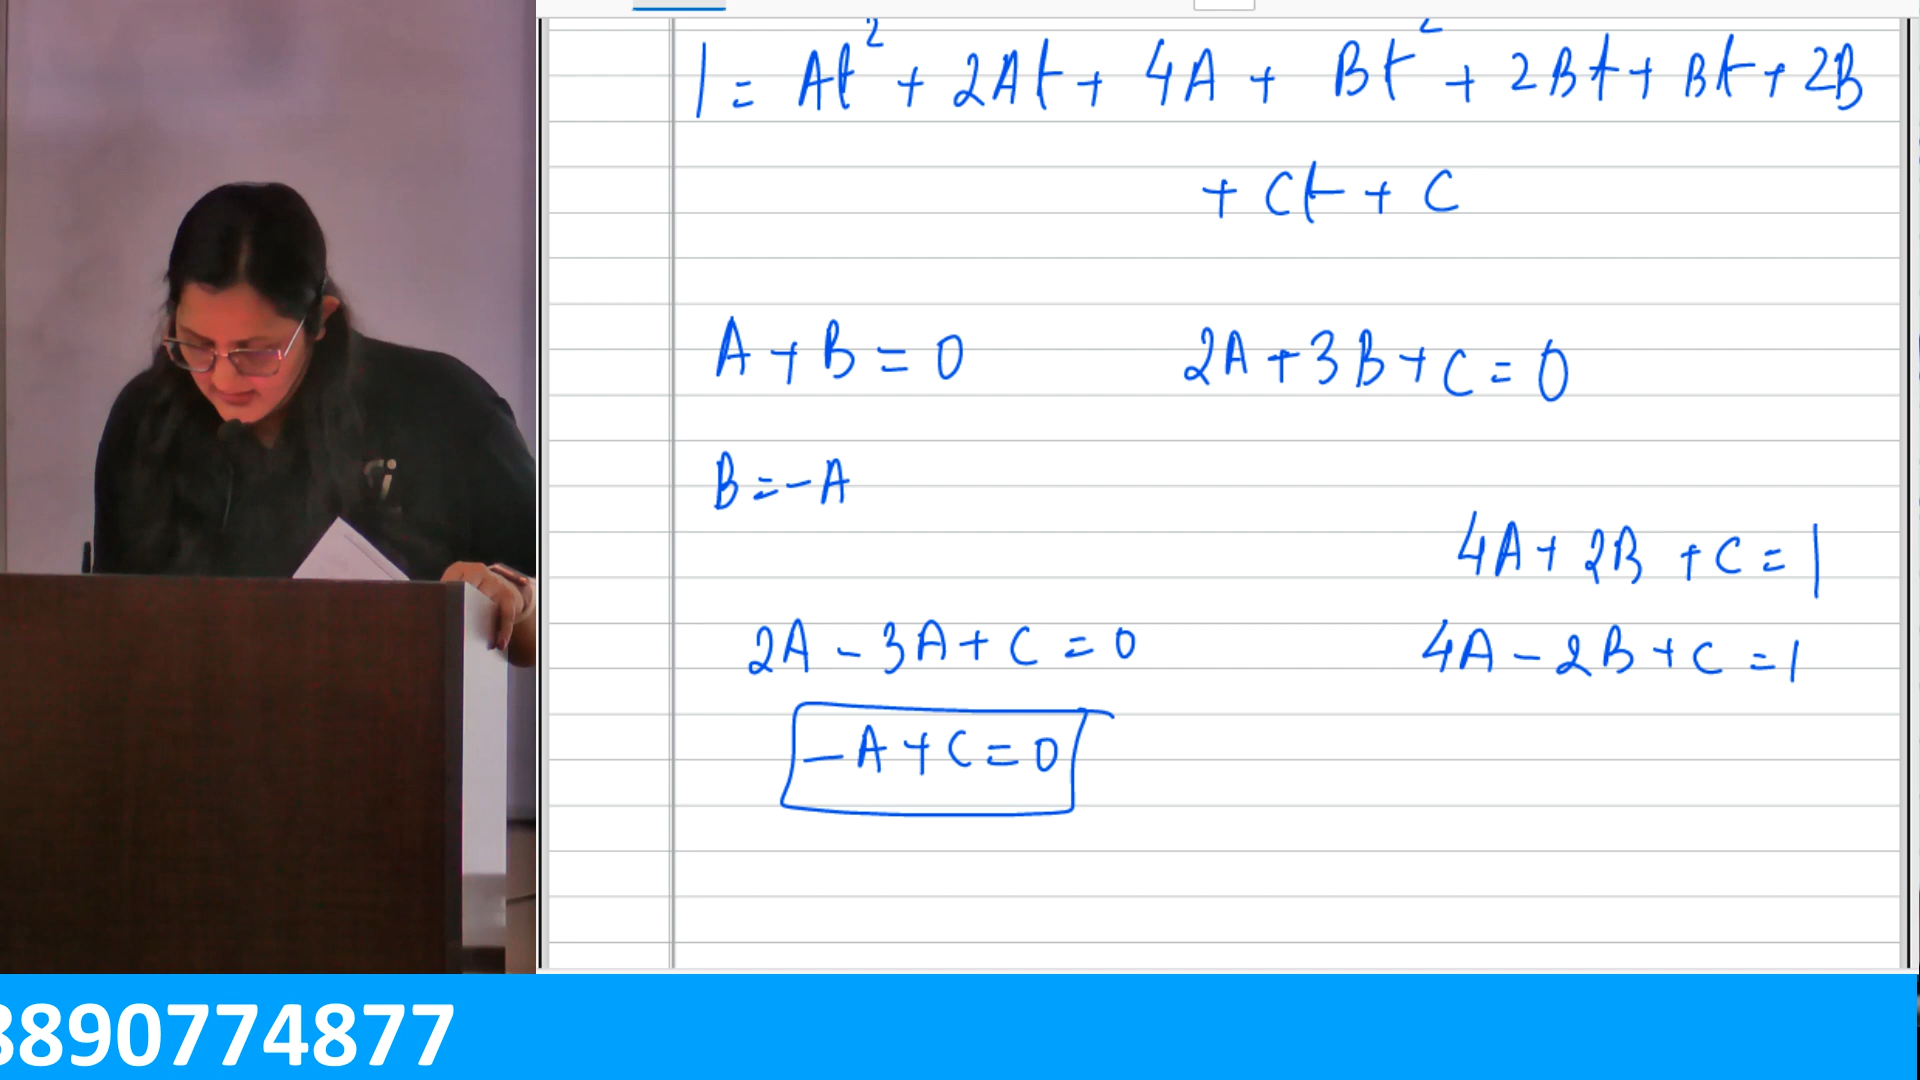 1 = At² + 2At + 4A + Bt² + 2Bt + Bt + 2B
+ Ct + C
A + B = 0
2A + 3B + C = 0
B = -A
4A + 2B + C = 1
2A - 3A + C = 0
4A - 2B + C = 1
-A + C = 0
8890774877